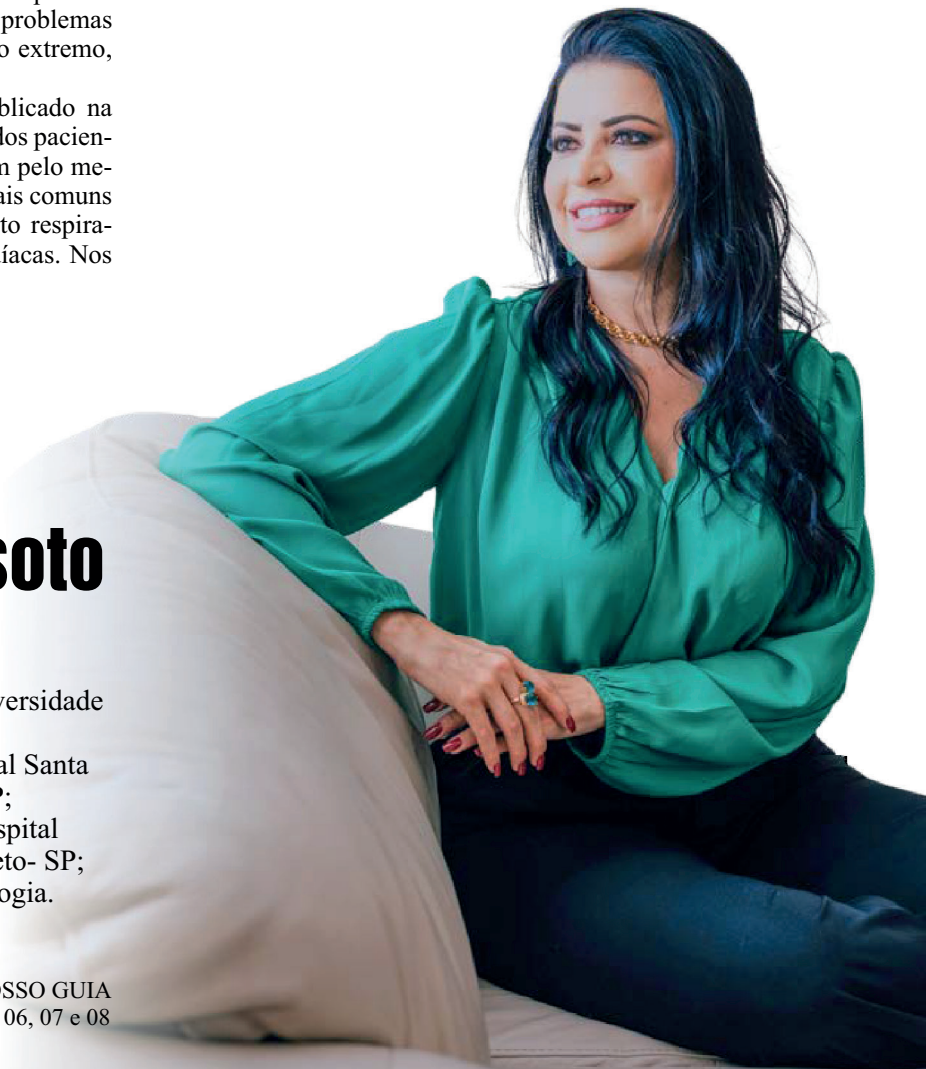 problemas
o extremo,
blicado na
dos pacien-
m pelo me-
ais comuns
to respira-
íacas. Nos
soto
versidade
al Santa
P;
spital
eto- SP;
ogia.
OSSO GUIA
06, 07 e 08